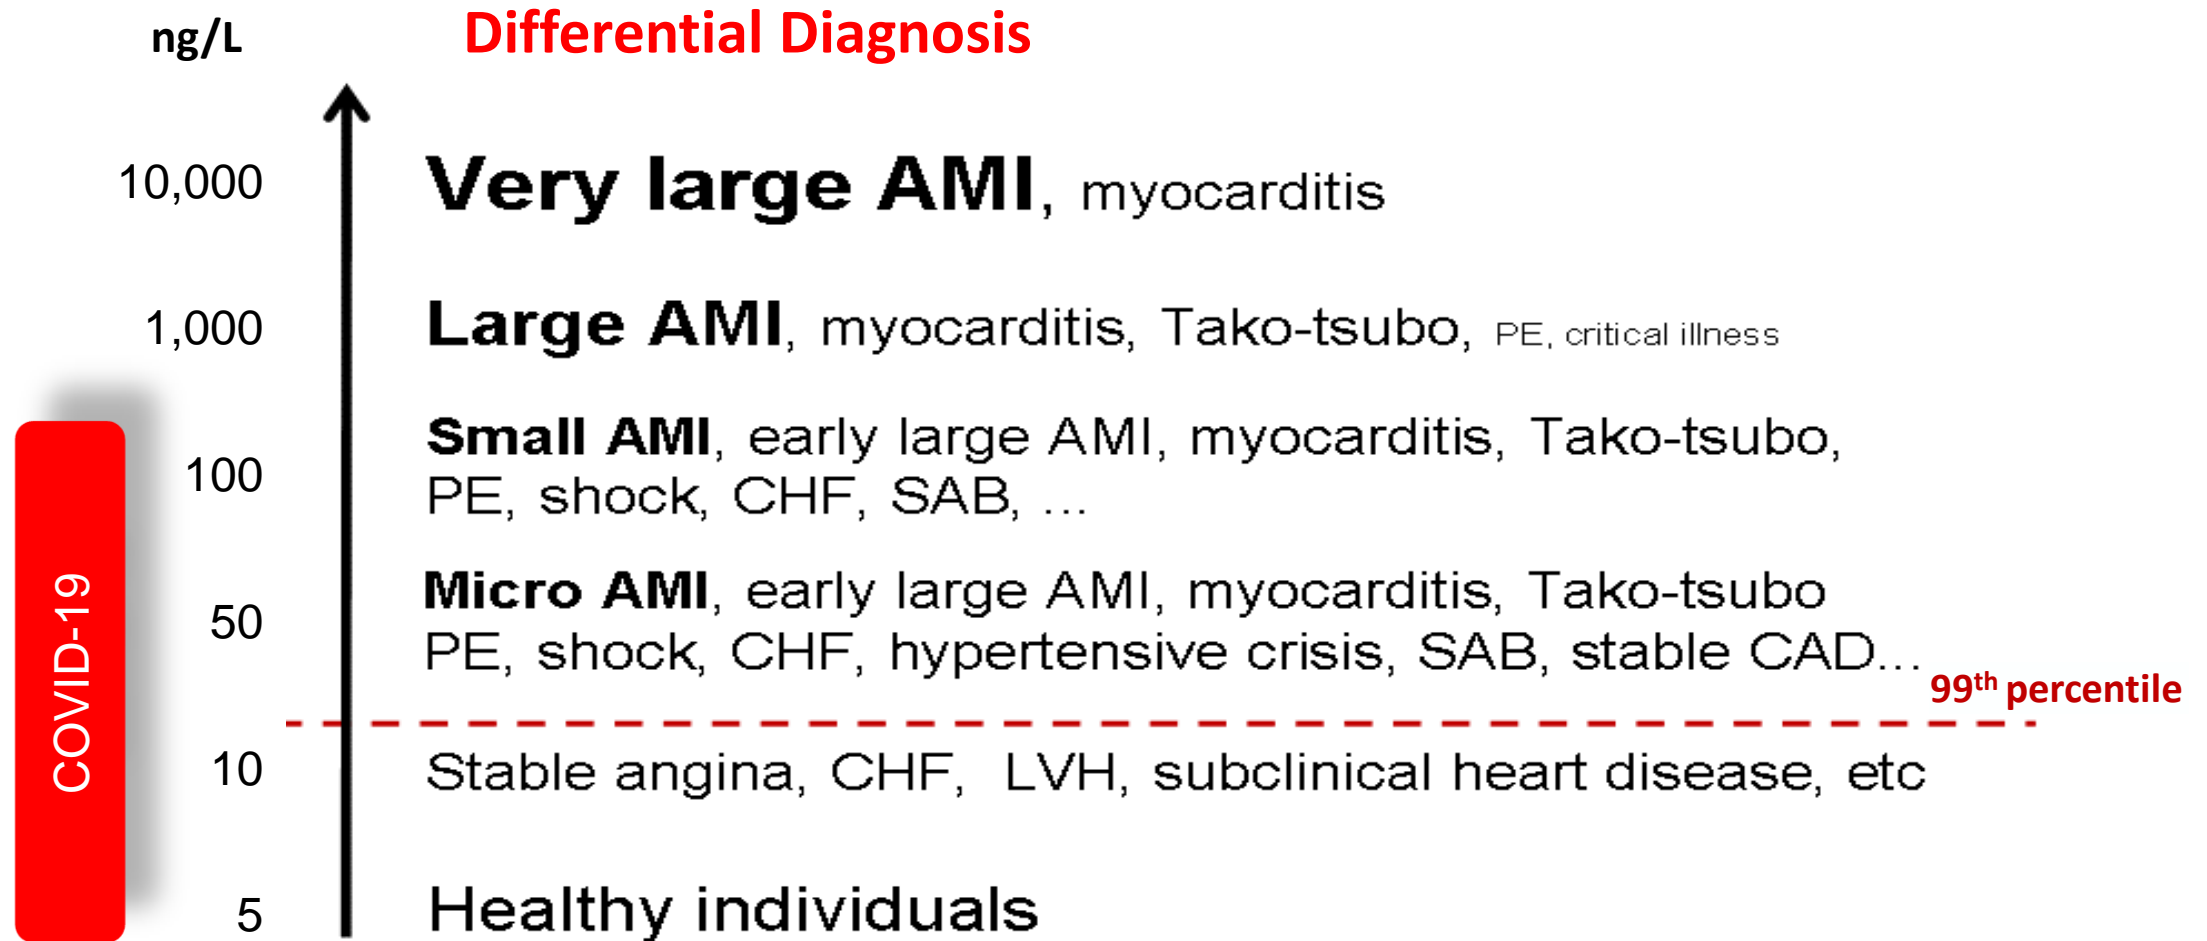 ng/L
Differential Diagnosis
10,000
Very large AMI, myocarditis
1,000
Large AMI, myocarditis, Tako-tsubo, PE, critical illness
100
Small AMI, early large AMI, myocarditis, Tako-tsubo,
PE, shock, CHF, SAB, ...
50
Micro AMI, early large AMI, myocarditis, Tako-tsubo
PE, shock, CHF, hypertensive crisis, SAB, stable CAD...
99th percentile
10
Stable angina, CHF, LVH, subclinical heart disease, etc
5
Healthy individuals
COVID-19